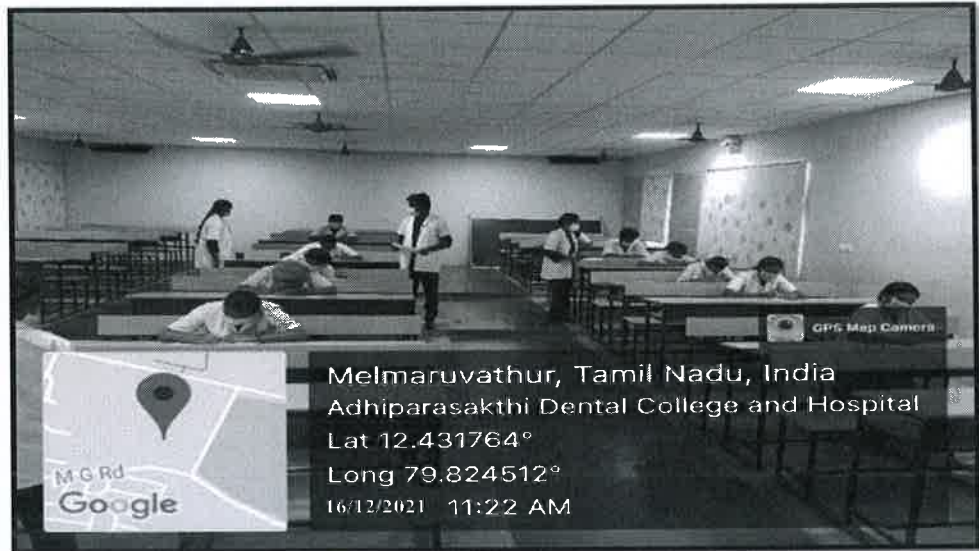 GPS Map Camera
Melmaruvathur, Tamil Nadu, India
Adhiparasakthi Dental College and Hospital
Lat 12.431764°
Long 79.824512°
16/12/2021 11:22 AM
M G Rd
Google